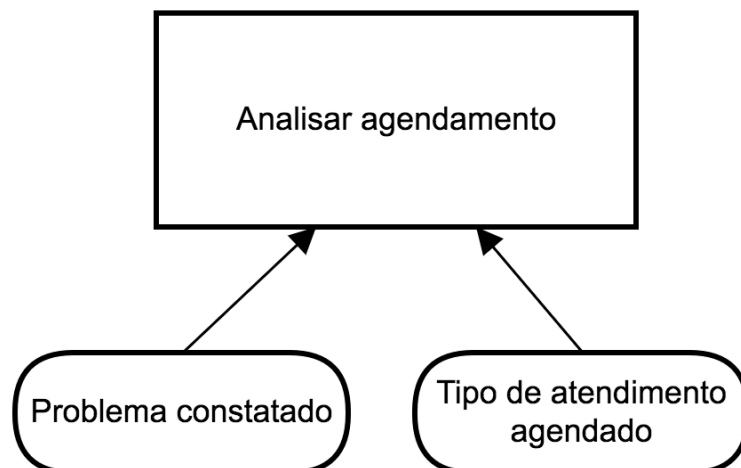 Analisar agendamento
Problema constatado
Tipo de atendimento
agendado